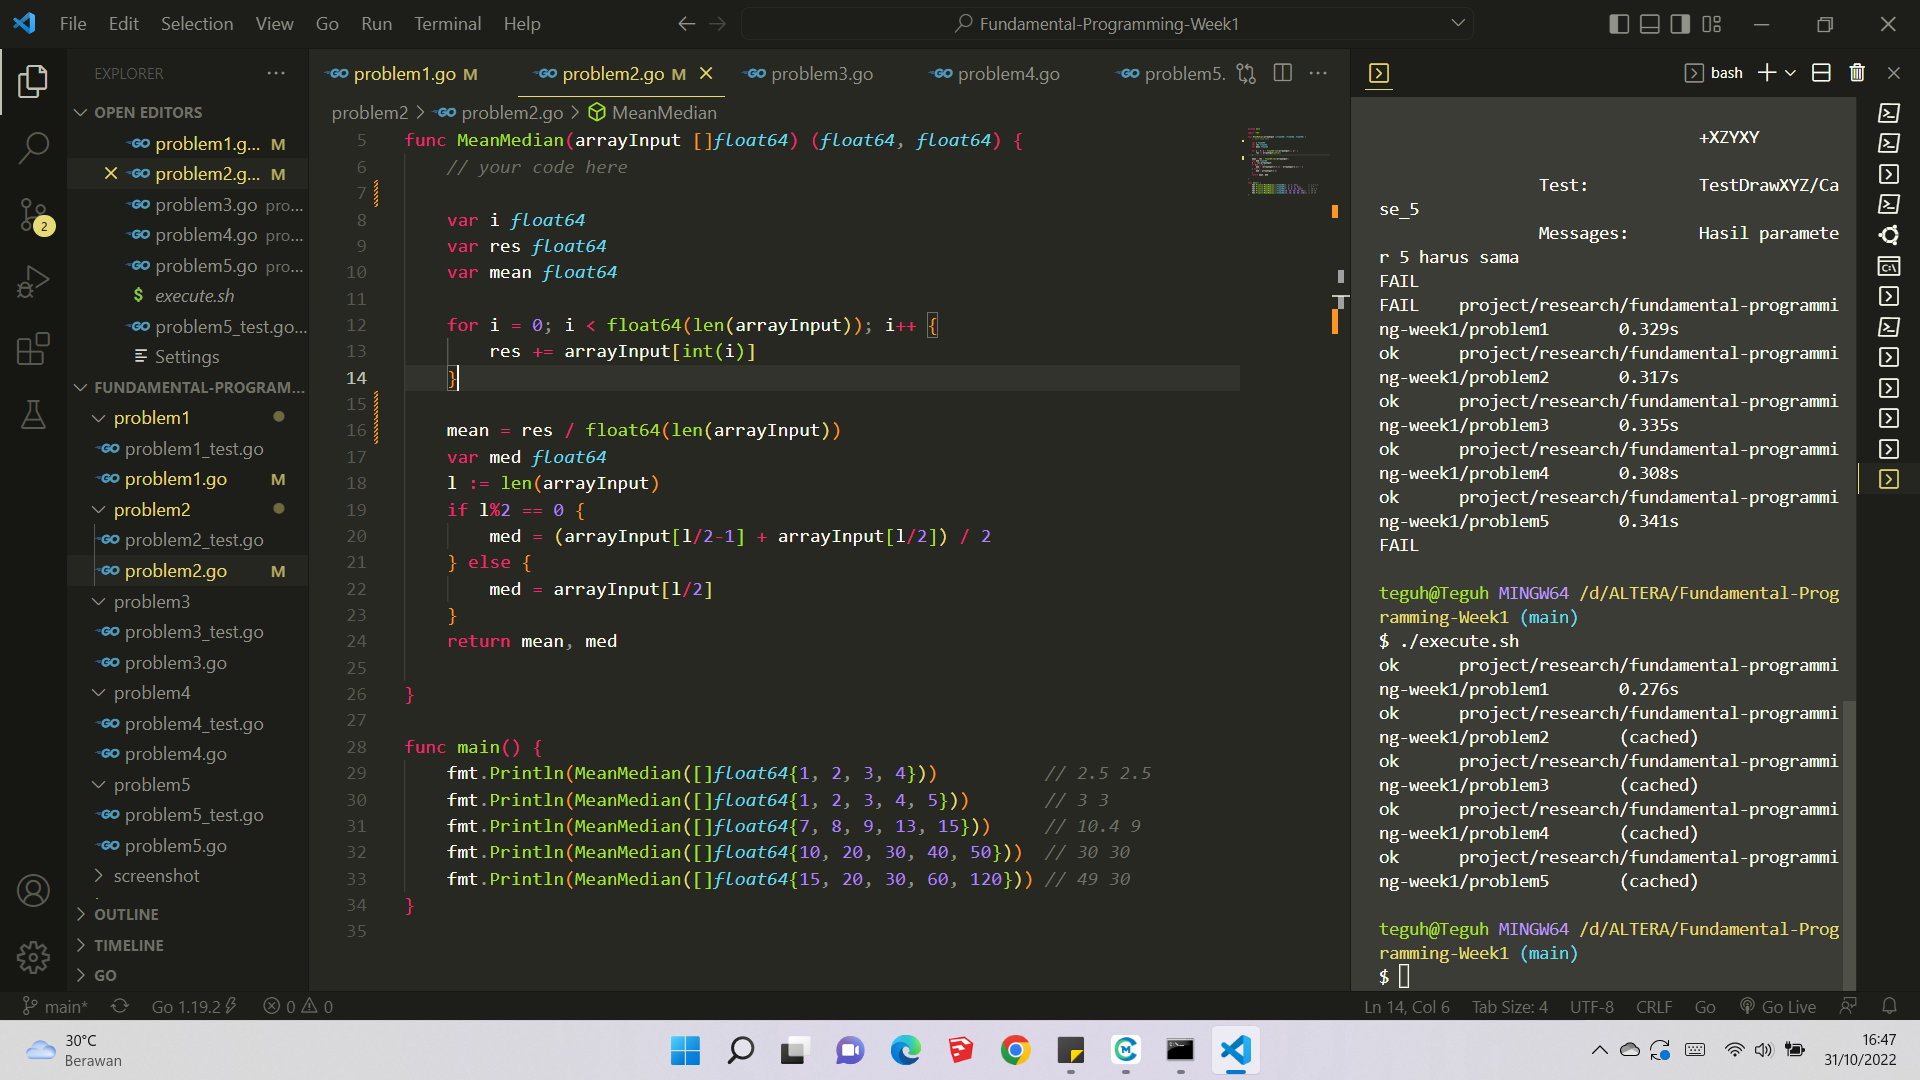 File Edit Selection View Go Run Terminal Help
Fundamental-Programming-Week1
EXPLORER
OPEN EDITORS
problem1.g... M
problem2.g... M
problem3.go pro...
problem4.go pro...
problem5.go pro...
$ execute.sh
problem5_test.go...
Settings
FUNDAMENTAL-PROGRAM...
problem1
problem1_test.go
problem1.go M
problem2
problem2_test.go
problem2.go M
problem3
problem3_test.go
problem3.go
problem4
problem4_test.go
problem4.go
problem5
problem5_test.go
problem5.go
screenshot
OUTLINE
TIMELINE
GO
2
problem1.go M problem2.go M problem3.go problem4.go problem5.
problem2 > problem2.go > MeanMedian
5 func MeanMedian(arrayInput []float64) (float64, float64) {
6 // your code here
7
8 var i float64
9 var res float64
10 var mean float64
11
12 for i = 0; i < float64(len(arrayInput)); i++ {
13 res += arrayInput[int(i)]
14 }
15
16 mean = res / float64(len(arrayInput))
17 var med float64
18 l := len(arrayInput)
19 if l%2 == 0 {
20 med = (arrayInput[l/2-1] + arrayInput[l/2]) / 2
21 } else {
22 med = arrayInput[l/2]
23 }
24 return mean, med
25
26 }
27
28 func main() {
29 fmt.Println(MeanMedian([]float64{1, 2, 3, 4})) // 2.5 2.5
30 fmt.Println(MeanMedian([]float64{1, 2, 3, 4, 5})) // 3 3
31 fmt.Println(MeanMedian([]float64{7, 8, 9, 13, 15})) // 10.4 9
32 fmt.Println(MeanMedian([]float64{10, 20, 30, 40, 50})) // 30 30
33 fmt.Println(MeanMedian([]float64{15, 20, 30, 60, 120})) // 49 30
34 }
35
bash
+XZYXY
Test: TestDrawXYZ/Ca
se_5
Messages: Hasil paramete
r 5 harus sama
FAIL
FAIL project/research/fundamental-programmi
ng-week1/problem1 0.329s
ok project/research/fundamental-programmi
ng-week1/problem2 0.317s
ok project/research/fundamental-programmi
ng-week1/problem3 0.335s
ok project/research/fundamental-programmi
ng-week1/problem4 0.308s
ok project/research/fundamental-programmi
ng-week1/problem5 0.341s
FAIL
teguh@Teguh MINGW64 /d/ALTERA/Fundamental-Prog
ramming-Week1 (main)
$ ./execute.sh
ok project/research/fundamental-programmi
ng-week1/problem1 0.276s
ok project/research/fundamental-programmi
ng-week1/problem2 (cached)
ok project/research/fundamental-programmi
ng-week1/problem3 (cached)
ok project/research/fundamental-programmi
ng-week1/problem4 (cached)
ok project/research/fundamental-programmi
ng-week1/problem5 (cached)
teguh@Teguh MINGW64 /d/ALTERA/Fundamental-Prog
ramming-Week1 (main)
$
main* Go 1.19.2 0 0 Ln 14, Col 6 Tab Size: 4 UTF-8 CRLF Go Go Live
30°C
Berawan
16:47
31/10/2022